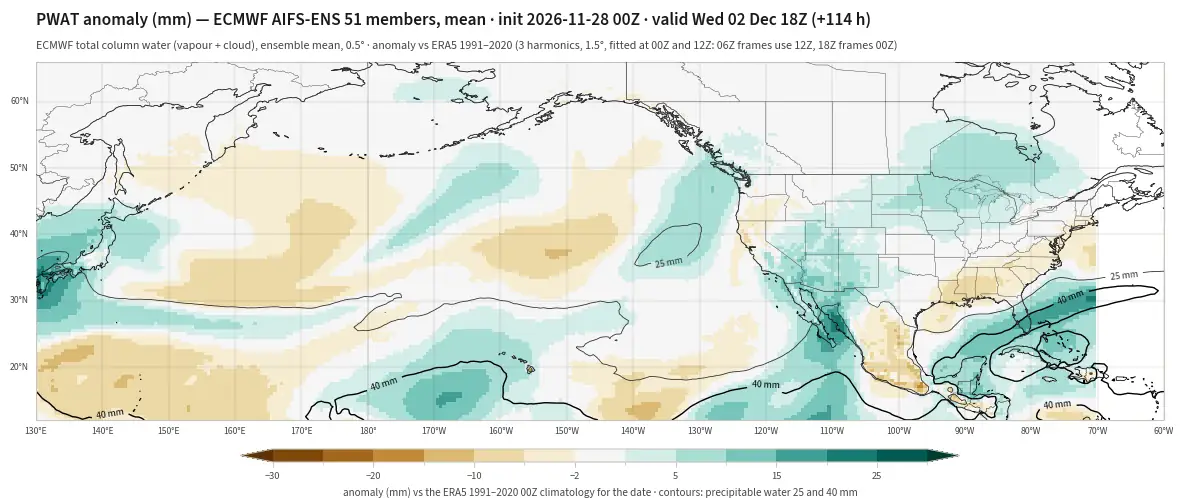 PWAT anomaly (mm) — ECMWF AIFS-ENS 51 members, mean · init 2026-11-28 00Z · valid Wed 02 Dec 18Z (+114 h)
ECMWF total column water (vapour + cloud), ensemble mean, 0.5° · anomaly vs ERA5 1991–2020 (3 harmonics, 1.5°, fitted at 00Z and 12Z: 06Z frames use 12Z, 18Z frames 00Z)
60°N
50°N
40°N
25 mm
25 mm
40 mm
30°N
20°N
40 mm
40 mm
40 mm
40 mm
130°E 140°E 150°E 160°E 170°E 180° 170°W 160°W 150°W 140°W 130°W 120°W 110°W 100°W 90°W 80°W 70°W 60°W
−30 −20 −10 −2 5 15 25
anomaly (mm) vs the ERA5 1991–2020 00Z climatology for the date · contours: precipitable water 25 and 40 mm